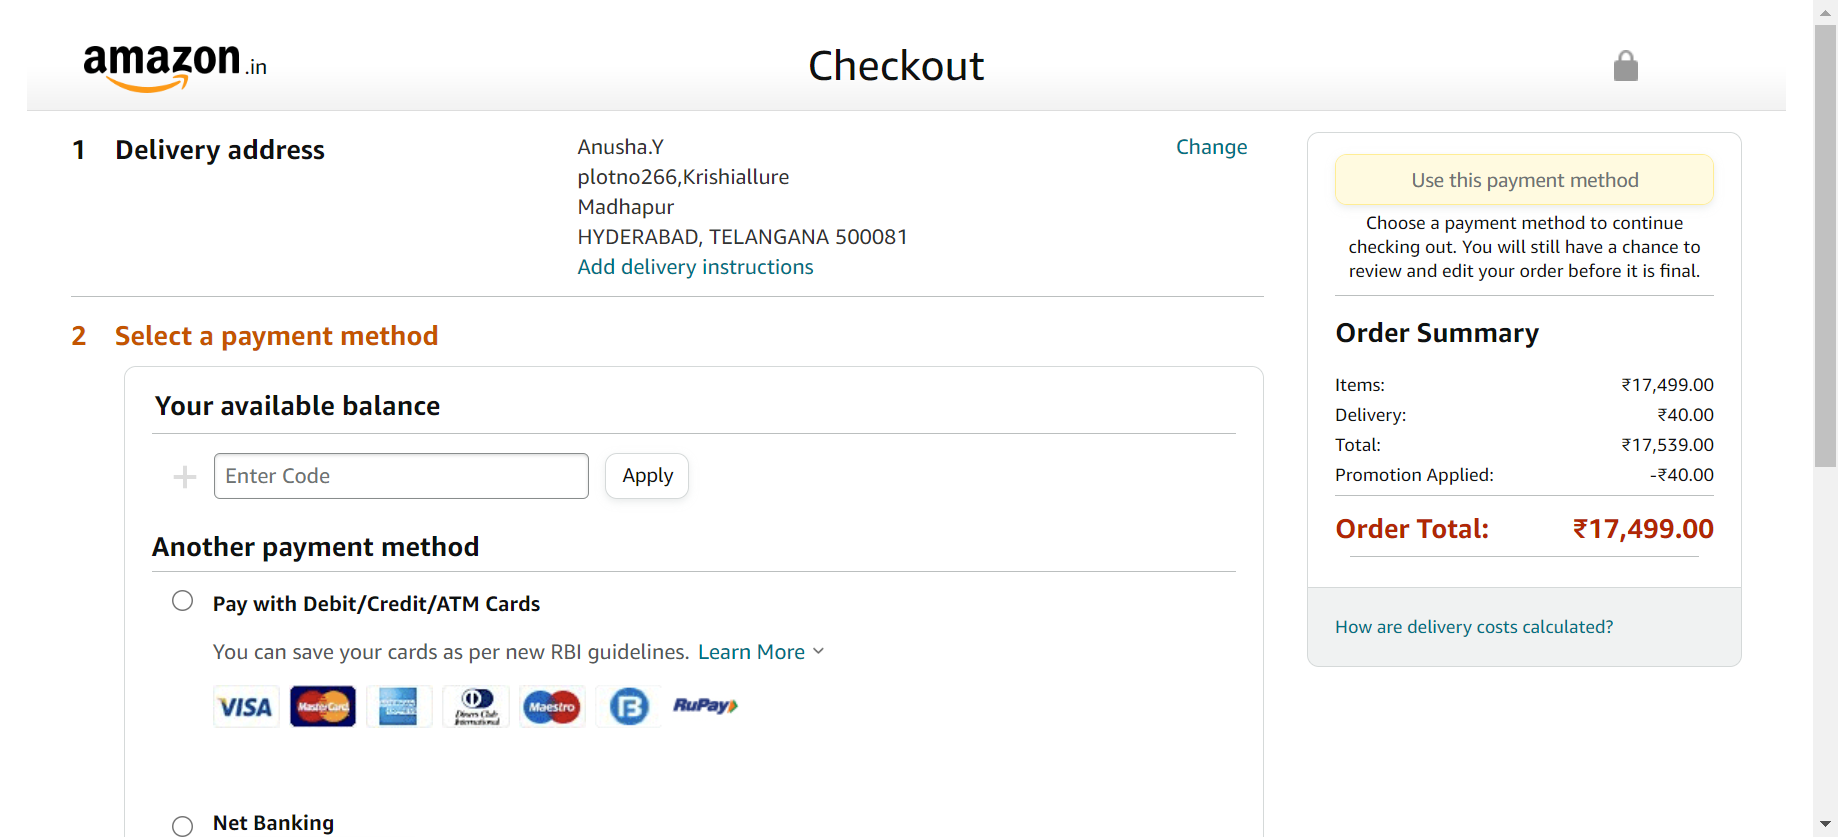 amazon.in
Checkout
1 Delivery address
Anusha.Y
plotno266,Krishiallure
Madhapur
HYDERABAD, TELANGANA 500081
Add delivery instructions
Change
2 Select a payment method
Your available balance
Enter Code
Apply
Another payment method
Pay with Debit/Credit/ATM Cards
You can save your cards as per new RBI guidelines. Learn More
VISA MasterCard Diners Club International Maestro RuPay
Net Banking
Use this payment method
Choose a payment method to continue
checking out. You will still have a chance to
review and edit your order before it is final.
Order Summary
Items: ₹17,499.00
Delivery: ₹40.00
Total: ₹17,539.00
Promotion Applied: -₹40.00
Order Total: ₹17,499.00
How are delivery costs calculated?